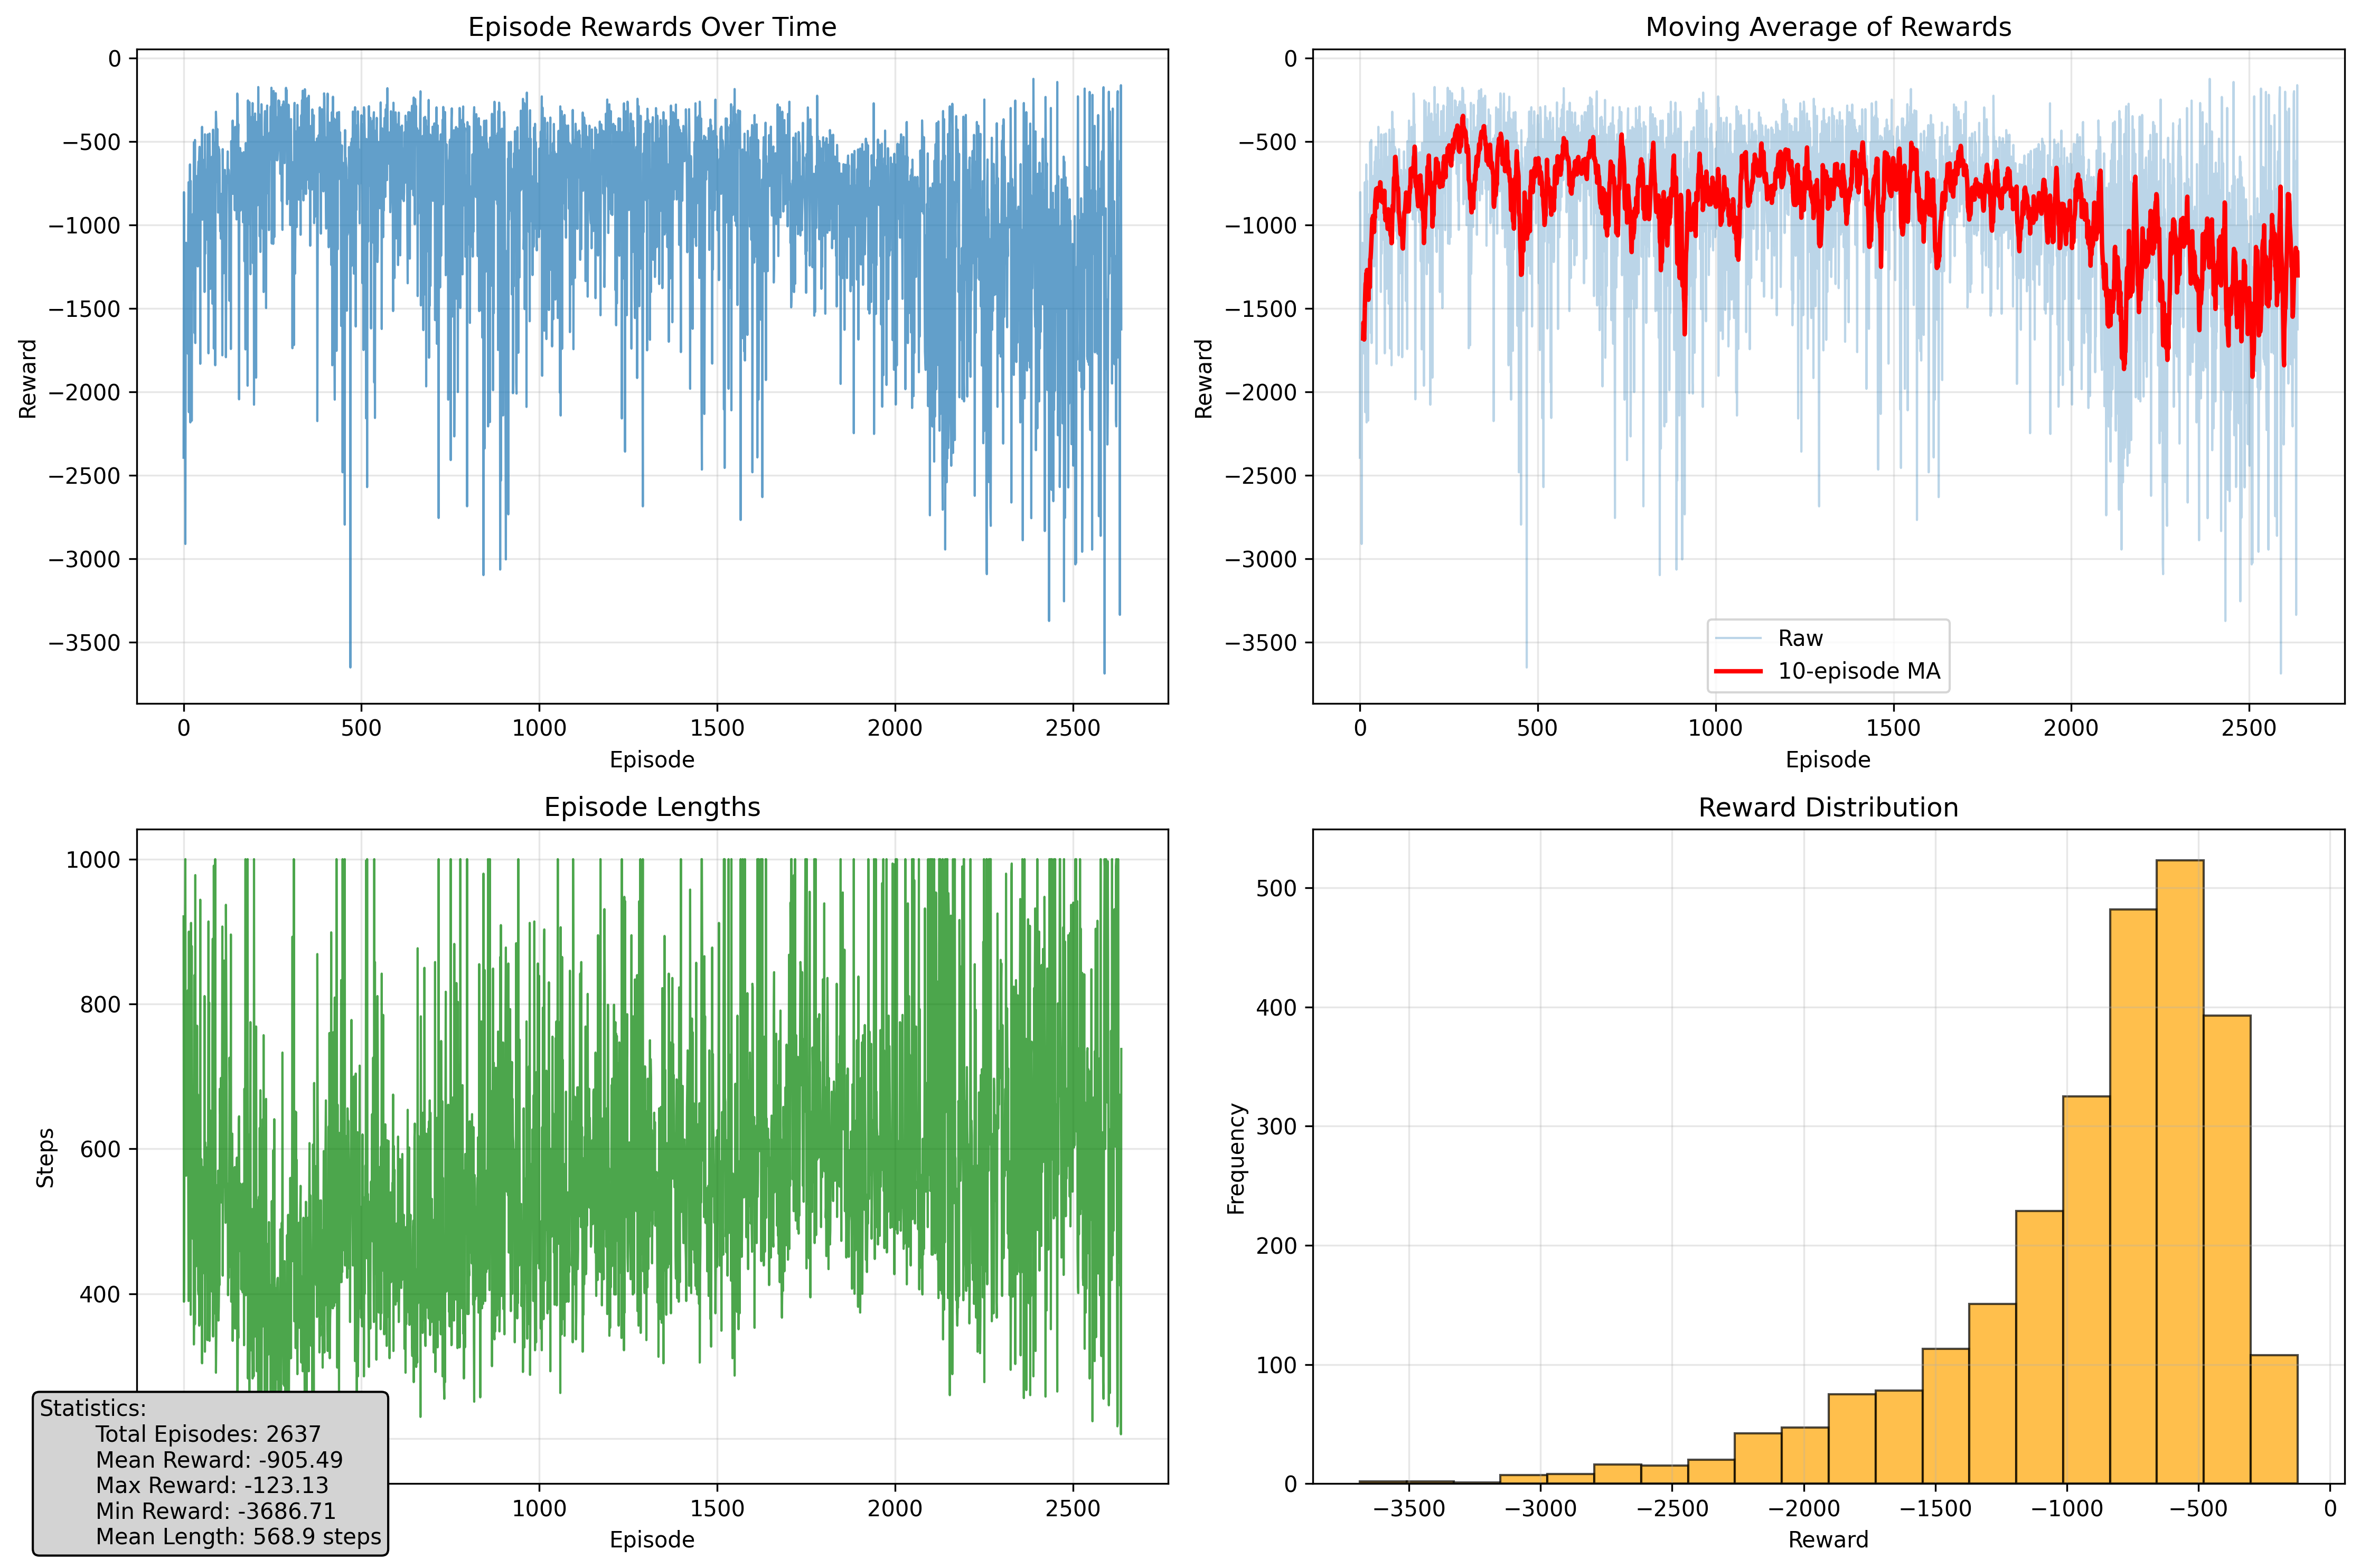 Episode Rewards Over Time
0
−500
−1000
−1500
−2000
−2500
−3000
−3500
Reward
0
500
1000
1500
2000
2500
Episode
Moving Average of Rewards
0
−500
−1000
−1500
−2000
−2500
−3000
−3500
Reward
Raw
10-episode MA
0
500
1000
1500
2000
2500
Episode
Episode Lengths
1000
800
600
400
Steps
1000
1500
2000
2500
Episode
Statistics:
Total Episodes: 2637
Mean Reward: -905.49
Max Reward: -123.13
Min Reward: -3686.71
Mean Length: 568.9 steps
Reward Distribution
500
400
300
200
100
0
Frequency
−3500
−3000
−2500
−2000
−1500
−1000
−500
0
Reward